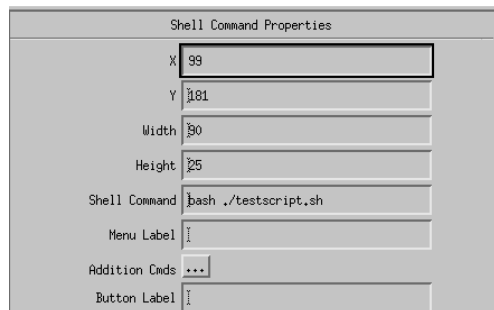 Shell Command Properties
X 99
Y 181
Width 90
Height 25
Shell Command bash ./testscript.sh
Menu Label
Addition Cmds ...
Button Label